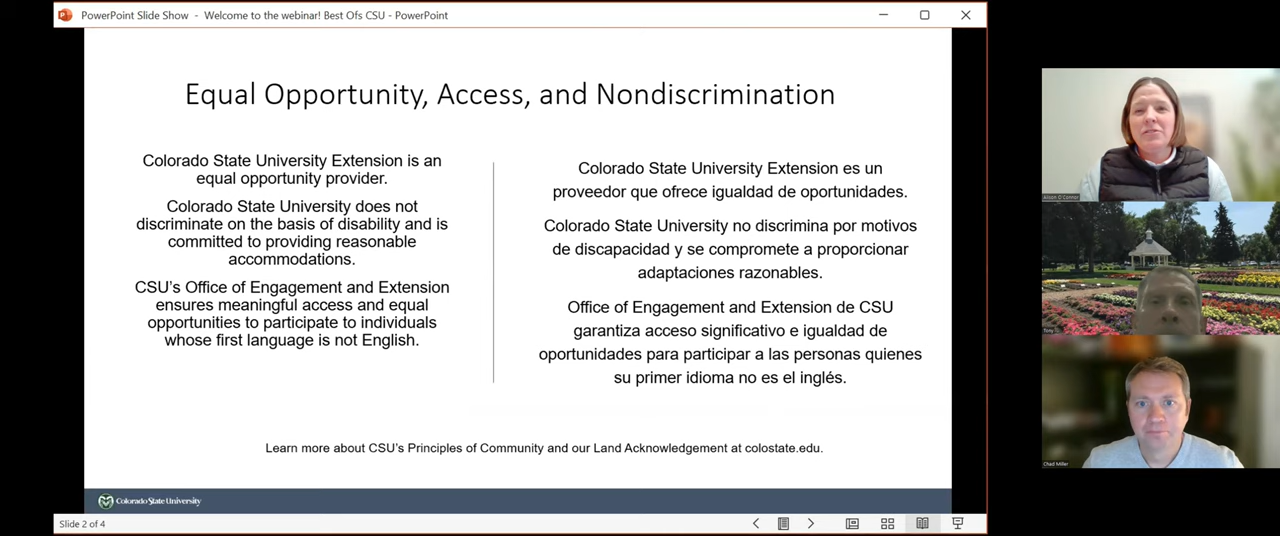 PowerPoint Slide Show - Welcome to the webinar! Best Ofs CSU - PowerPoint
Equal Opportunity, Access, and Nondiscrimination
Colorado State University Extension is an
equal opportunity provider.
Colorado State University does not
discriminate on the basis of disability and is
committed to providing reasonable
accommodations.
CSU's Office of Engagement and Extension
ensures meaningful access and equal
opportunities to participate to individuals
whose first language is not English.
Colorado State University Extension es un
proveedor que ofrece igualdad de oportunidades.
Colorado State University no discrimina por motivos
de discapacidad y se compromete a proporcionar
adaptaciones razonables.
Office of Engagement and Extension de CSU
garantiza acceso significativo e igualdad de
oportunidades para participar a las personas quienes
su primer idioma no es el inglés.
Learn more about CSU's Principles of Community and our Land Acknowledgement at colostate.edu.
Colorado State University
Slide 2 of 4
Alison O Connor
Tony
Chad Miller